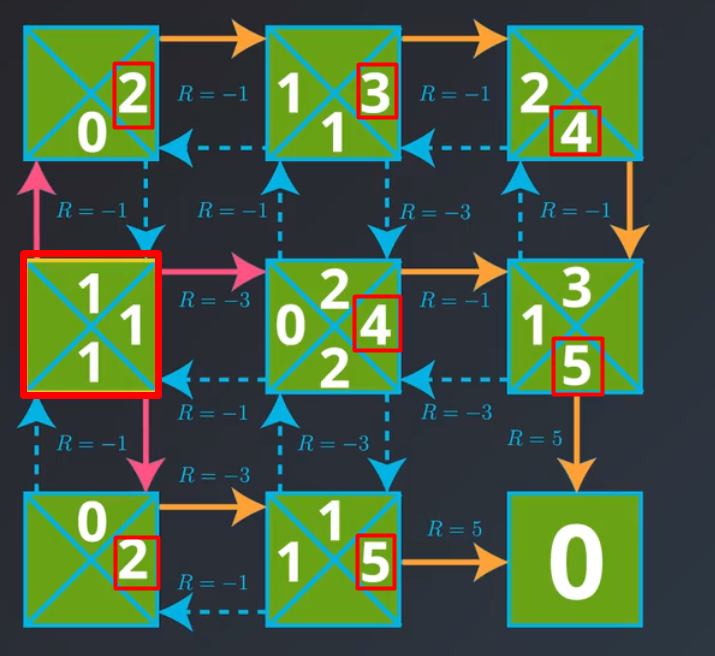 2 R = −1 1 3 R = −1 2
0 1 4
R = −1 R = −1 R = −3 R = −1
1 2 3
1 R = −3 0 4 R = −1 1
1 2 5
R = −1 R = −3
R = −1 R = −3 R = 5
R = −3
0 1 R = 5
2 1 5 0
R = −1